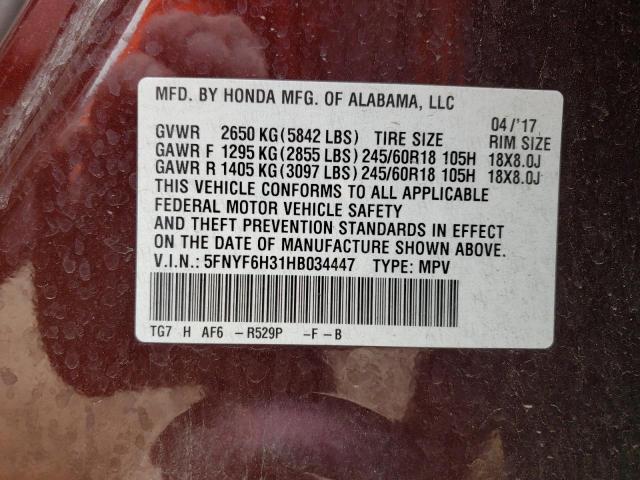 MFD. BY HONDA MFG. OF ALABAMA, LLC
04/'17
GVWR 2650 KG (5842 LBS) TIRE SIZE RIM SIZE
GAWR F 1295 KG (2855 LBS) 245/60R18 105H 18X8.0J
GAWR R 1405 KG (3097 LBS) 245/60R18 105H 18X8.0J
THIS VEHICLE CONFORMS TO ALL APPLICABLE
FEDERAL MOTOR VEHICLE SAFETY
AND THEFT PREVENTION STANDARDS IN EFFECT
ON THE DATE OF MANUFACTURE SHOWN ABOVE.
V.I.N.: 5FNYF6H31HB034447 TYPE: MPV
TG7 H AF6 -R529P -F-B